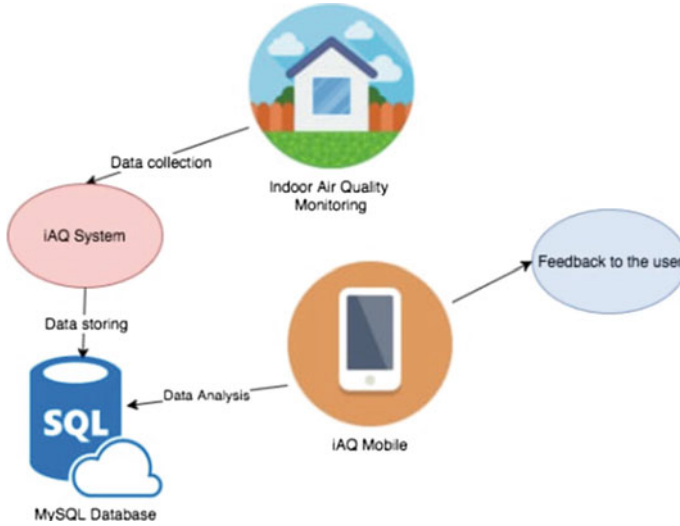 Data collection
Indoor Air Quality
Monitoring
iAQ System
Feedback to the user
Data storing
SQL
Data Analysis
iAQ Mobile
MySQL Database